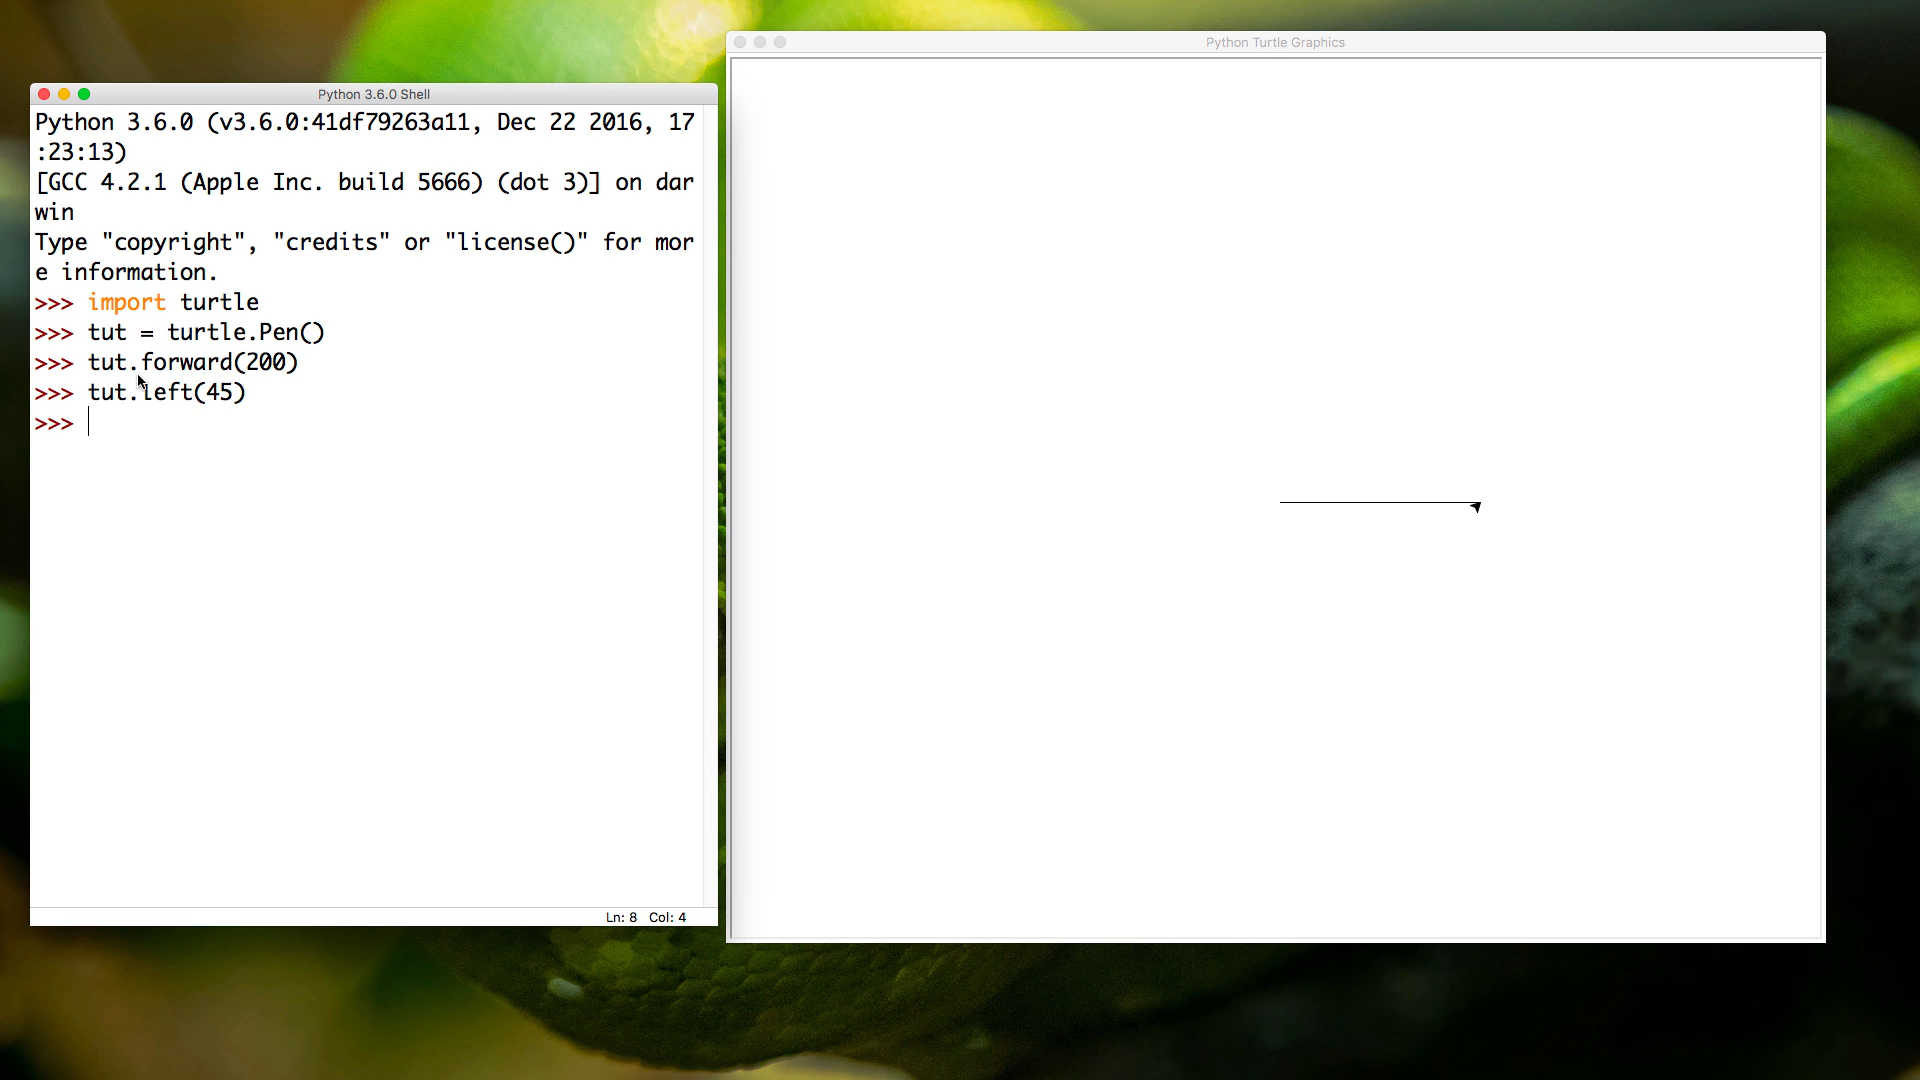 Python Turtle Graphics
Python 3.6.0 Shell
Python 3.6.0 (v3.6.0:41df79263a11, Dec 22 2016, 17
:23:13)
[GCC 4.2.1 (Apple Inc. build 5666) (dot 3)] on dar
win
Type "copyright", "credits" or "license()" for mor
e information.
>>> import turtle
>>> tut = turtle.Pen()
>>> tut.forward(200)
>>> tut.left(45)
>>>
Ln: 8 Col: 4